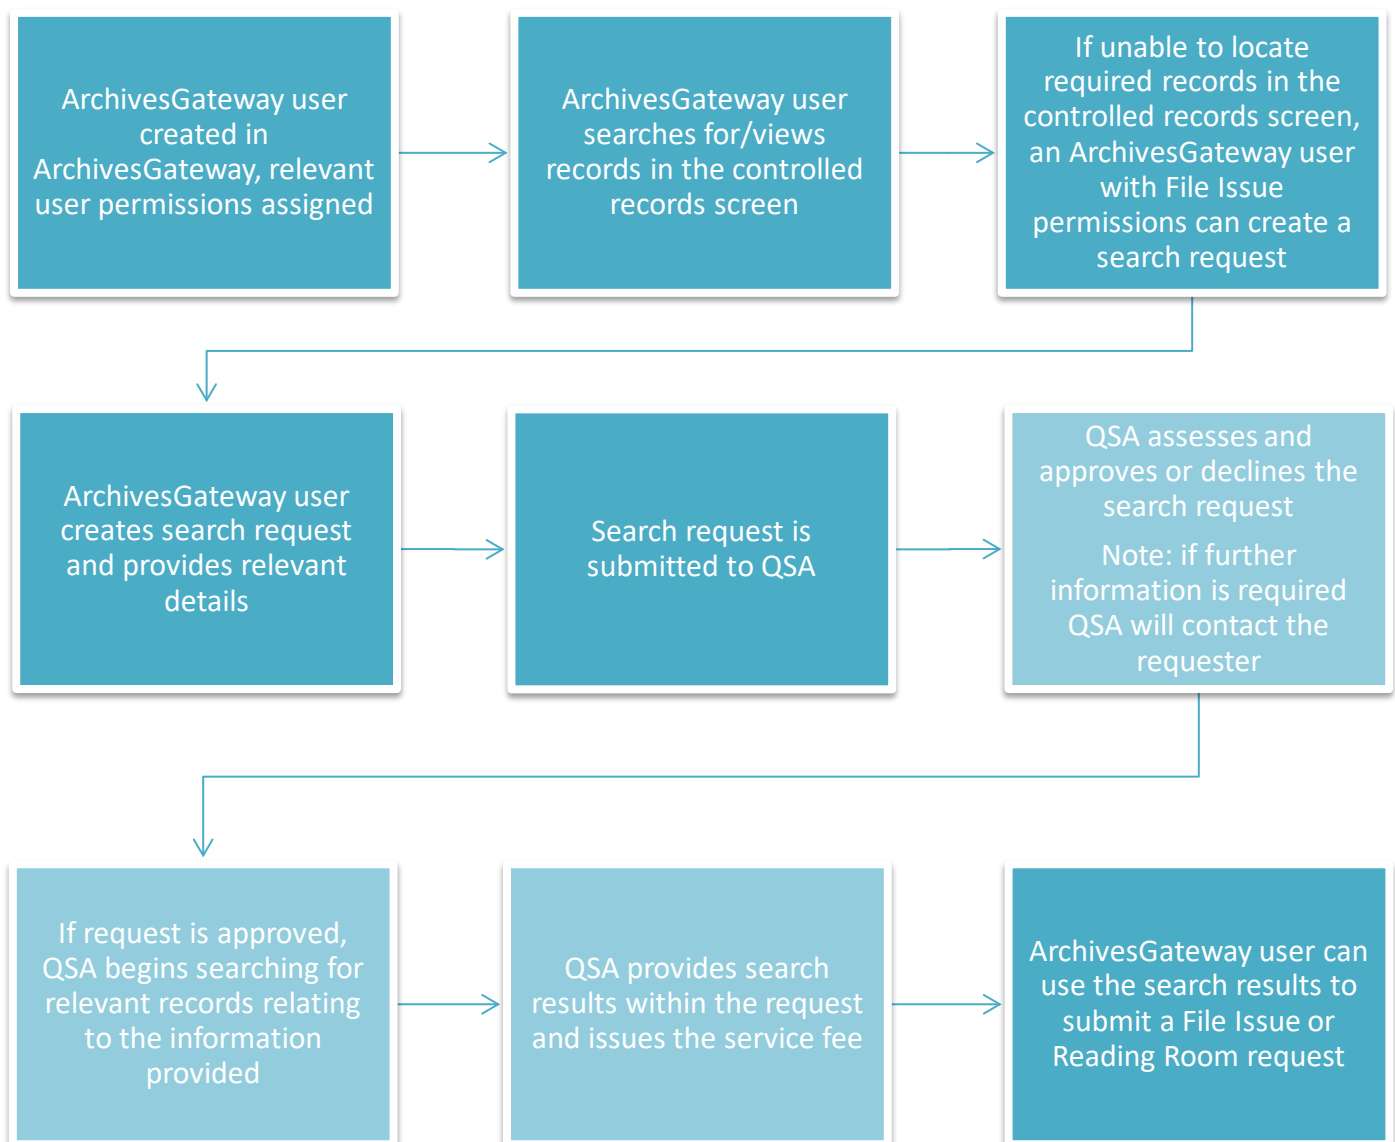 ArchivesGateway user
created in
ArchivesGateway, relevant
user permissions assigned
ArchivesGateway user
searches for/views
records in the controlled
records screen
If unable to locate
required records in the
controlled records screen,
an ArchivesGateway user
with File Issue
permissions can create a
search request
ArchivesGateway user
creates search request
and provides relevant
details
Search request is
submitted to QSA
QSA assesses and
approves or declines the
search request
Note: if further
information is required
QSA will contact the
requester
If request is approved,
QSA begins searching for
relevant records relating
to the information
provided
QSA provides search
results within the request
and issues the service fee
ArchivesGateway user can
use the search results to
submit a File Issue or
Reading Room request